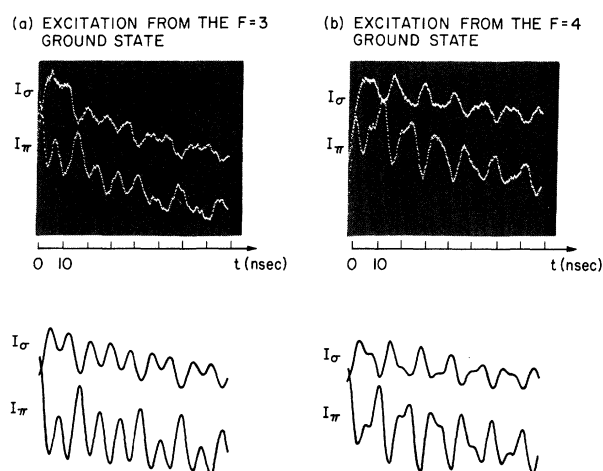 (a) EXCITATION FROM THE F=3
GROUND STATE
(b) EXCITATION FROM THE F=4
GROUND STATE
Iσ
Iπ
Iσ
Iπ
0 10 t(nsec)
0 10 t(nsec)
Iσ
Iπ
Iσ
Iπ